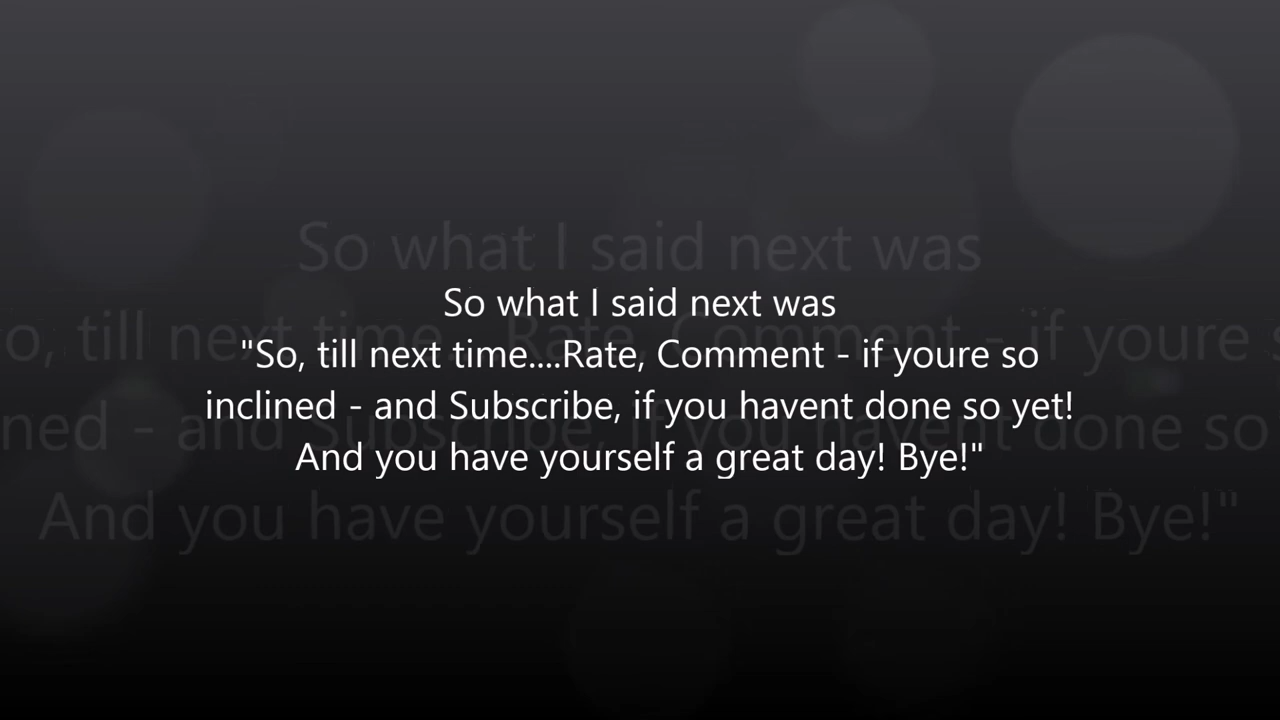 So what I said next was
"So, till next time....Rate, Comment - if youre so
inclined - and Subscribe, if you havent done so yet!
And you have yourself a great day! Bye!"